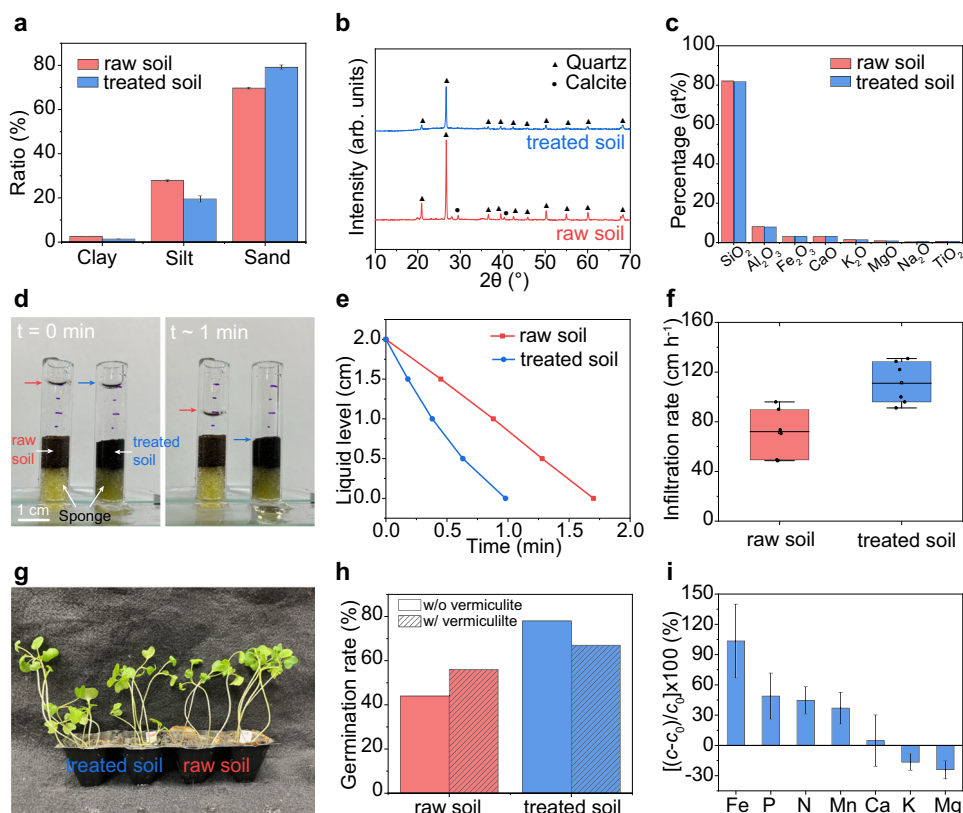 a
raw soil
treated soil
Ratio (%)
80
60
40
20
0
Clay Silt Sand
b
▲ Quartz
● Calcite
Intensity (arb. units)
treated soil
raw soil
10 20 30 40 50 60 70
2θ (°)
c
raw soil
treated soil
Percentage (at%)
100
80
60
40
20
0
SiO₂ Al₂O₃ Fe₂O₃ CaO K₂O MgO Na₂O TiO₂
d
t = 0 min
t ~ 1 min
raw
soil
treated
soil
1 cm
Sponge
e
raw soil
treated soil
Liquid level (cm)
2.0
1.5
1.0
0.5
0.0
0.0 0.5 1.0 1.5 2.0
Time (min)
f
Infiltration rate (cm h⁻¹)
160
120
80
40
0
raw soil treated soil
g
treated soil raw soil
h
w/o vermiculite
w/ vermiculilte
Germination rate (%)
80
60
40
20
0
raw soil treated soil
i
[(c-c₀)/c₀]x100 (%)
150
120
90
60
30
0
-30
Fe P N Mn Ca K Mg